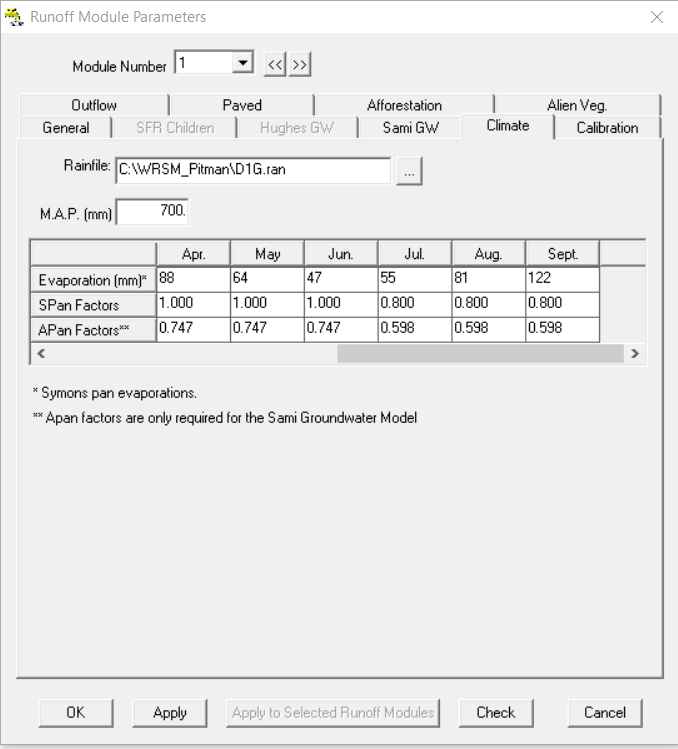 Runoff Module Parameters
Module Number 1 << >>
Outflow Paved Afforestation Alien Veg.
General SFR Children Hughes GW Sami GW Climate Calibration
Rainfile: C:\WRSM_Pitman\D1G.ran ...
M.A.P. (mm) 700.
Apr. May Jun. Jul. Aug. Sept.
Evaporation (mm)* 88 64 47 55 81 122
SPan Factors 1.000 1.000 1.000 0.800 0.800 0.800
APan Factors** 0.747 0.747 0.747 0.598 0.598 0.598
* Symons pan evaporations.
** Apan factors are only required for the Sami Groundwater Model
OK Apply Apply to Selected Runoff Modules Check Cancel